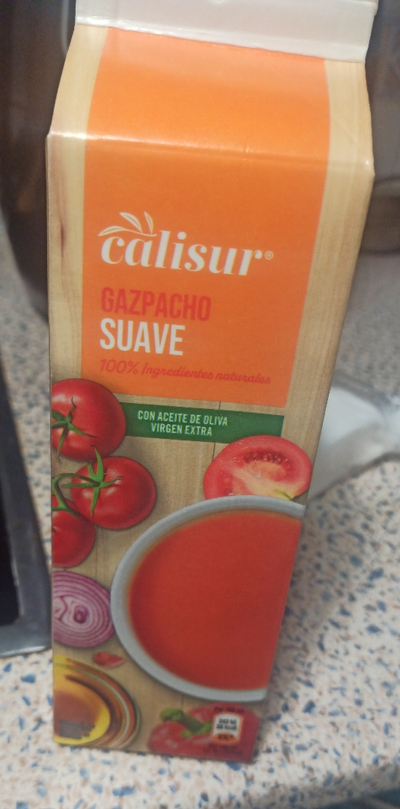 calisur®
GAZPACHO
SUAVE
100% Ingredientes naturales
CON ACEITE DE OLIVA
VIRGEN EXTRA